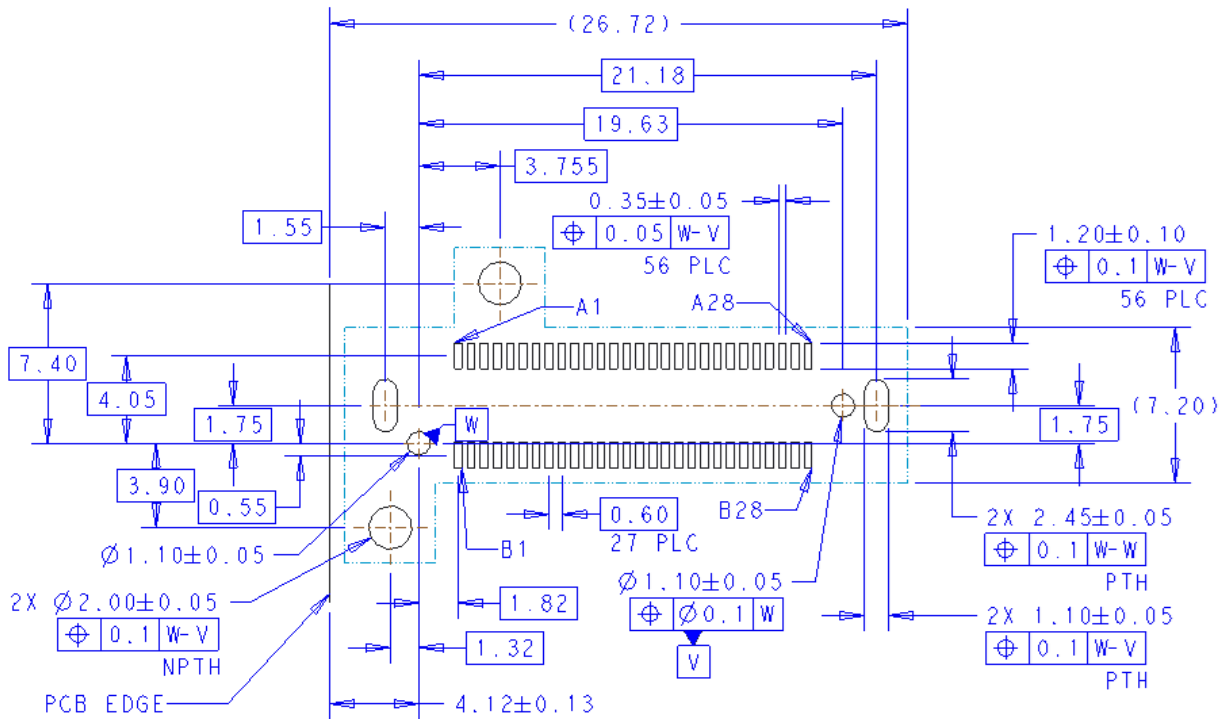 (26.72)
21.18
19.63
3.755
0.35±0.05
1.55
⌖ 0.05 W-V
56 PLC
1.20±0.10
⌖ 0.1 W-V
56 PLC
A1
A28
7.40
4.05
1.75
W
1.75
(7.20)
3.90
0.55
0.60
27 PLC
B28
B1
2X 2.45±0.05
⌖ 0.1 W-W
PTH
Ø1.10±0.05
Ø1.10±0.05
⌖ Ø0.1 W
V
2X Ø2.00±0.05
⌖ 0.1 W-V
NPTH
1.82
1.32
2X 1.10±0.05
⌖ 0.1 W-V
PTH
PCB EDGE
4.12±0.13